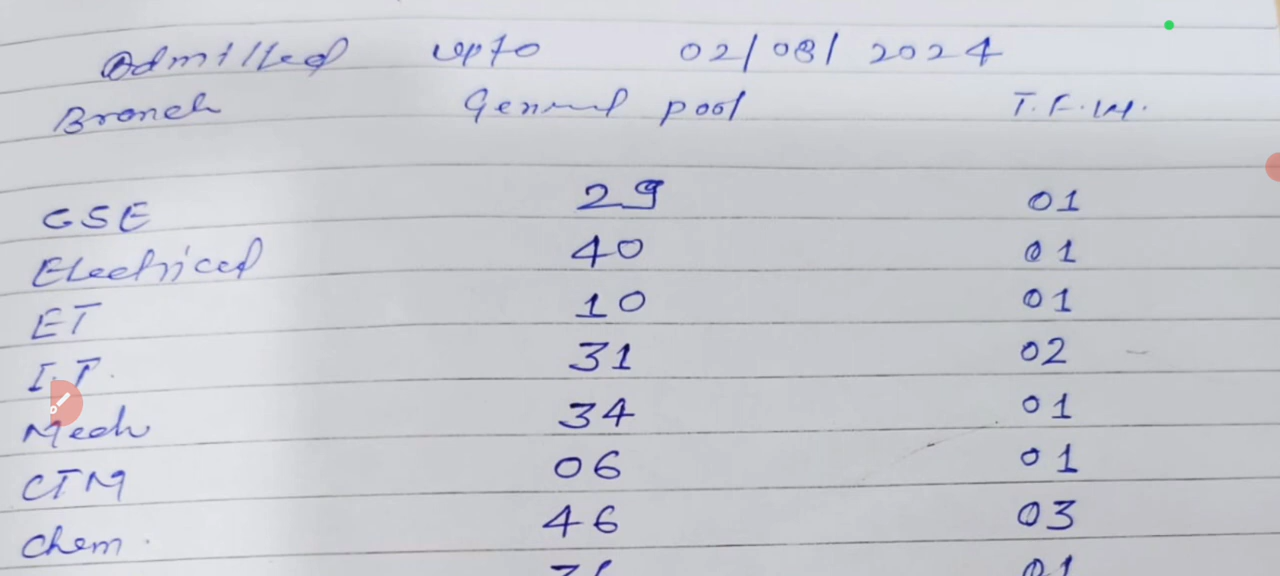 Admitted upto 02/08/2024
Branch General pool T.F.W.
CSE 29 01
Electrical 40 01
ET 10 01
I.T. 31 02
Mech 34 01
CTM 06 01
Chem. 46 03
01